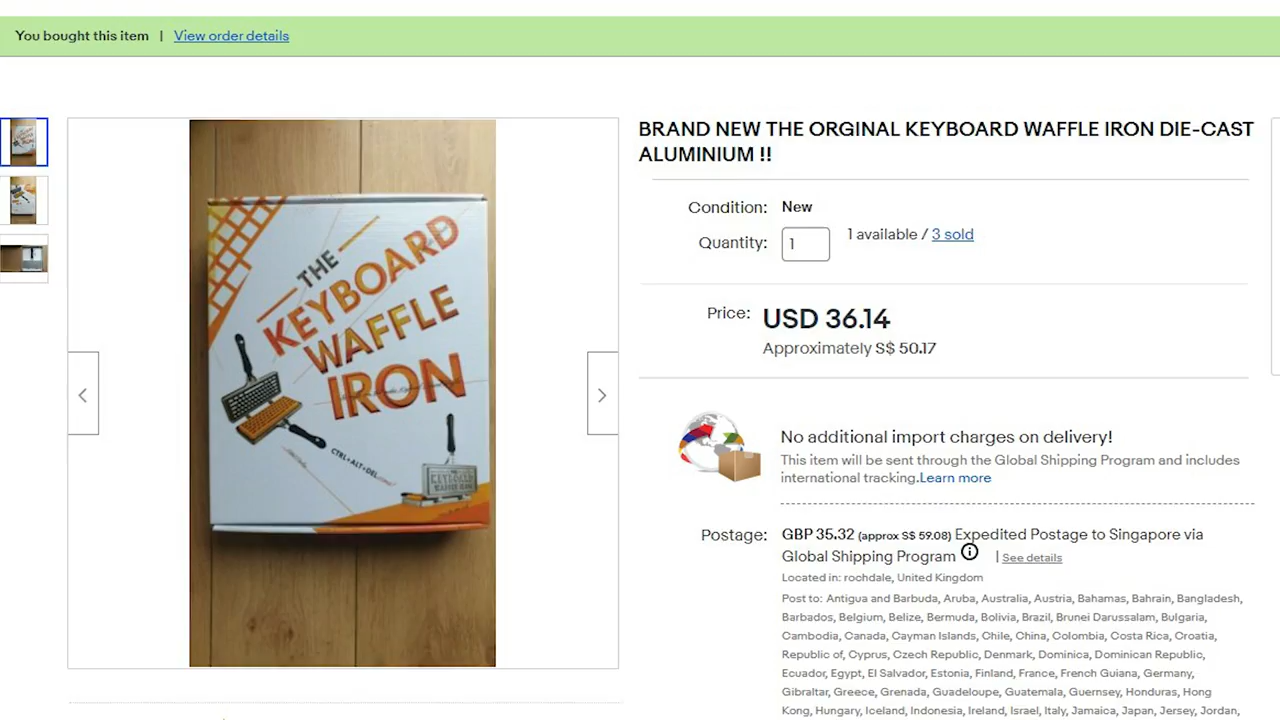 You bought this item | View order details
BRAND NEW THE ORGINAL KEYBOARD WAFFLE IRON DIE-CAST
ALUMINIUM !!
THE
KEYBOARD
WAFFLE
IRON
CTRL+ALT+DEL
Condition: New
Quantity: 1 1 available / 3 sold
Price: USD 36.14
Approximately S$ 50.17
No additional import charges on delivery!
This item will be sent through the Global Shipping Program and includes
international tracking.Learn more
Postage: GBP 35.32 (approx S$ 59.08) Expedited Postage to Singapore via
Global Shipping Program | See details
Located in: rochdale, United Kingdom
Post to: Antigua and Barbuda, Aruba, Australia, Austria, Bahamas, Bahrain, Bangladesh,
Barbados, Belgium, Belize, Bermuda, Bolivia, Brazil, Brunei Darussalam, Bulgaria,
Cambodia, Canada, Cayman Islands, Chile, China, Colombia, Costa Rica, Croatia,
Republic of, Cyprus, Czech Republic, Denmark, Dominica, Dominican Republic,
Ecuador, Egypt, El Salvador, Estonia, Finland, France, French Guiana, Germany,
Gibraltar, Greece, Grenada, Guadeloupe, Guatemala, Guernsey, Honduras, Hong
Kong, Hungary, Iceland, Indonesia, Ireland, Israel, Italy, Jamaica, Japan, Jersey, Jordan,